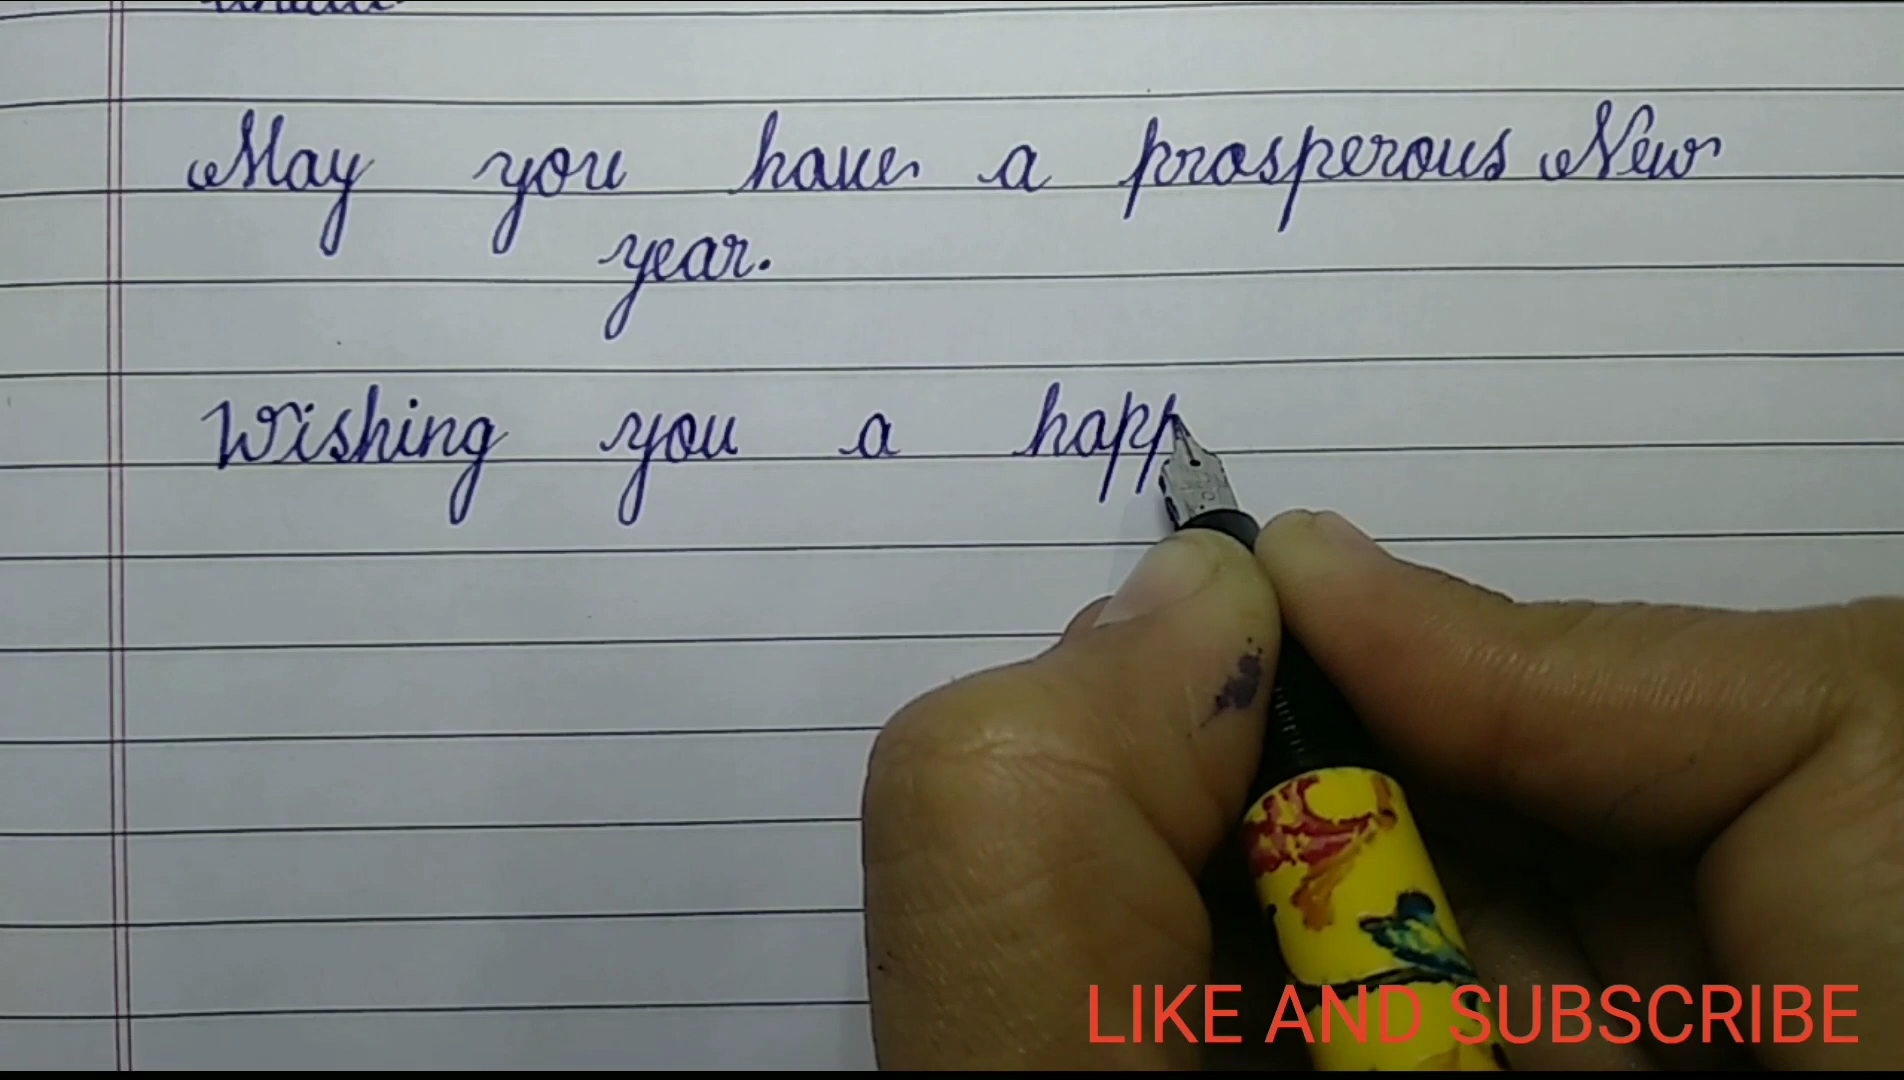 May you have a prosperous New
year.
Wishing you a happ
LIKE AND SUBSCRIBE